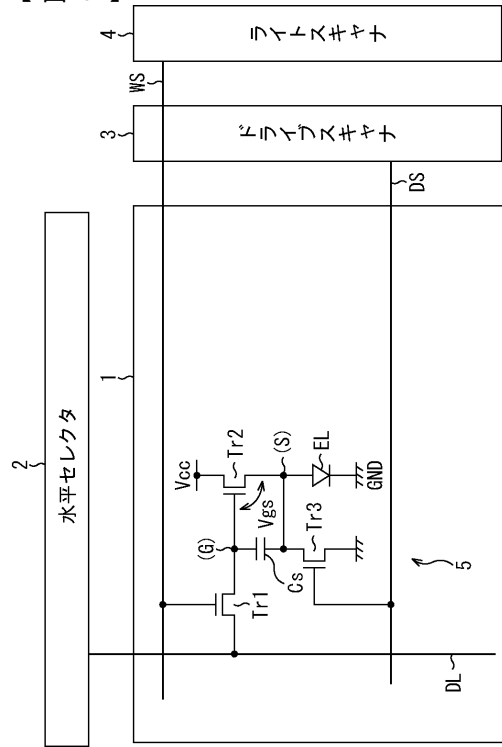 2
水平セレクタ
1
3
ドライブスキャナ
4
ライトスキャナ
WS
DS
Vcc
(G)
Tr2
Vgs
(S)
EL
GND
Tr1
Cs
Tr3
5
DL